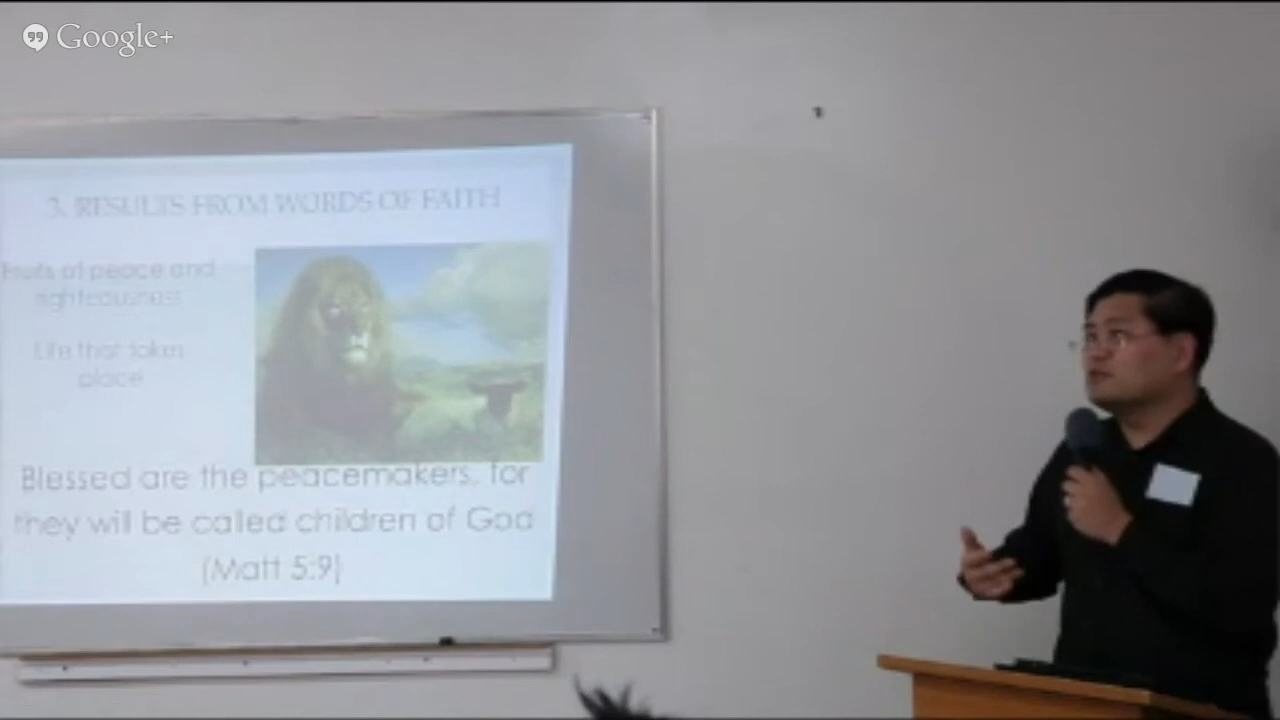 Google+
3. RESULTS FROM WORDS OF FAITH
Fruits of peace and
righteousness
Life that takes
place
Blessed are the peacemakers, for
they will be called children of God
(Matt 5:9)